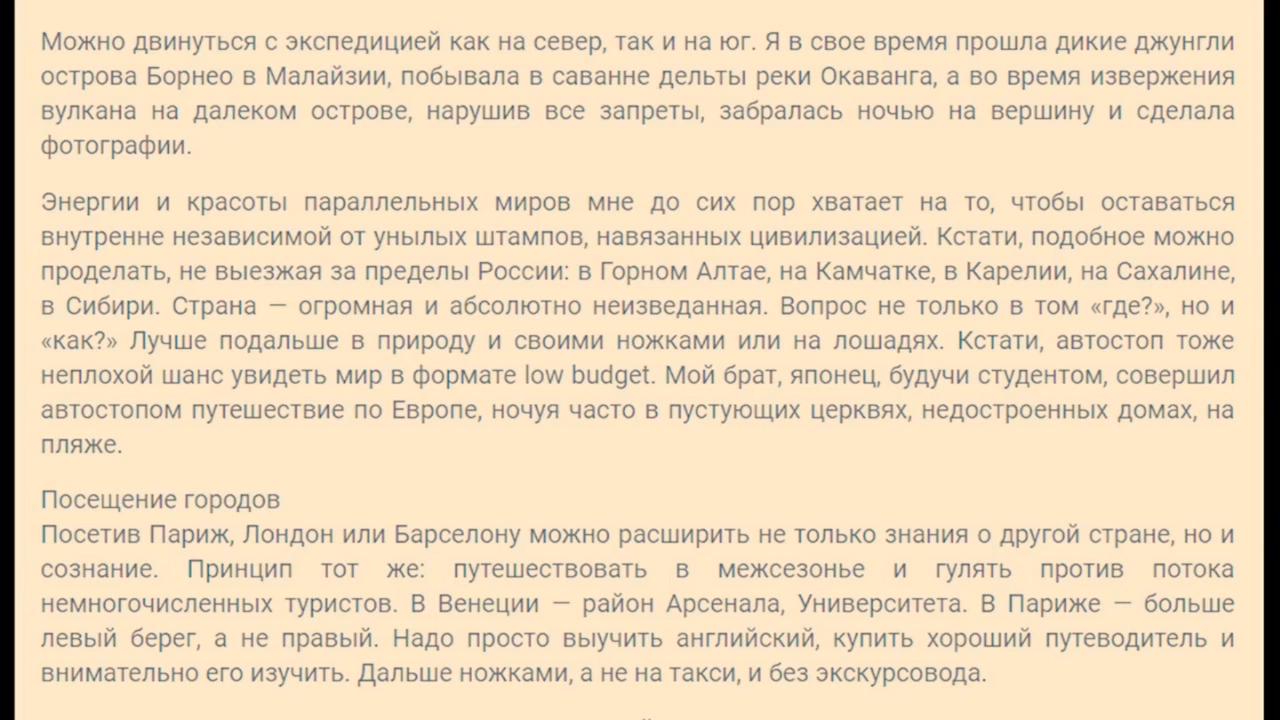 Можно двинуться с экспедицией как на север, так и на юг. Я в свое время прошла дикие джунгли
острова Борнео в Малайзии, побывала в саванне дельты реки Окаванга, а во время извержения
вулкана на далеком острове, нарушив все запреты, забралась ночью на вершину и сделала
фотографии.
Энергии и красоты параллельных миров мне до сих пор хватает на то, чтобы оставаться
внутренне независимой от унылых штампов, навязанных цивилизацией. Кстати, подобное можно
проделать, не выезжая за пределы России: в Горном Алтае, на Камчатке, в Карелии, на Сахалине,
в Сибири. Страна — огромная и абсолютно неизведанная. Вопрос не только в том «где?», но и
«как?» Лучше подальше в природу и своими ножками или на лошадях. Кстати, автостоп тоже
неплохой шанс увидеть мир в формате low budget. Мой брат, японец, будучи студентом, совершил
автостопом путешествие по Европе, ночуя часто в пустующих церквях, недостроенных домах, на
пляже.
Посещение городов
Посетив Париж, Лондон или Барселону можно расширить не только знания о другой стране, но и
сознание. Принцип тот же: путешествовать в межсезонье и гулять против потока
немногочисленных туристов. В Венеции — район Арсенала, Университета. В Париже — больше
левый берег, а не правый. Надо просто выучить английский, купить хороший путеводитель и
внимательно его изучить. Дальше ножками, а не на такси, и без экскурсовода.